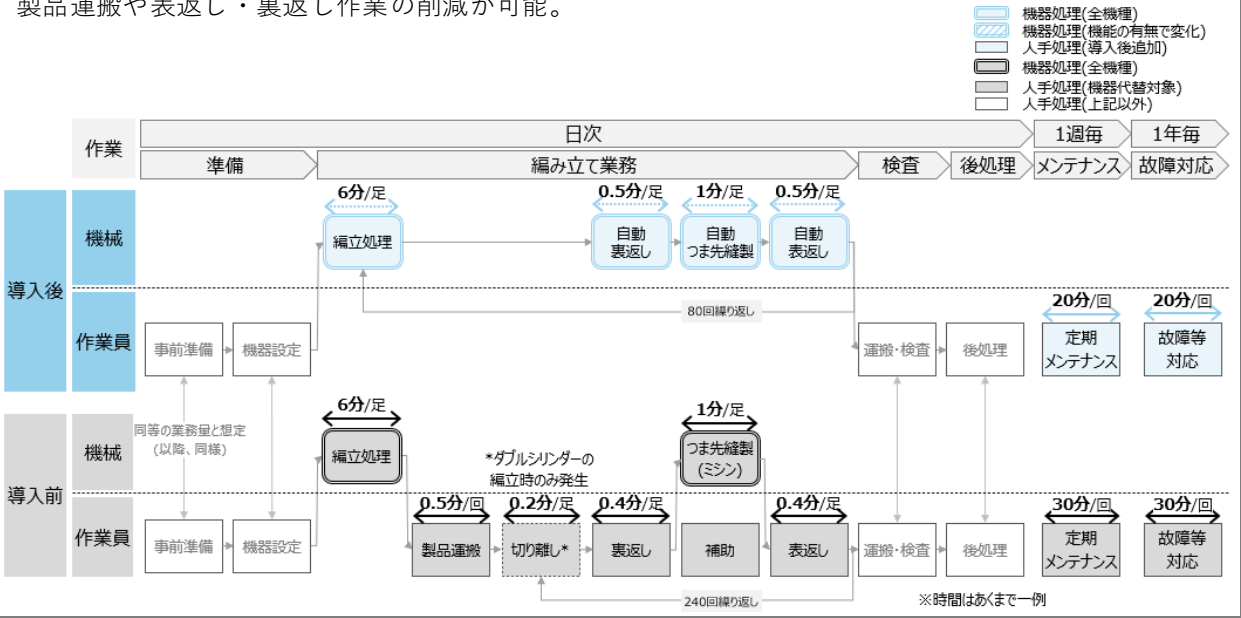 製品運搬や表返し・裏返し作業の削減が可能。
機器処理(全機種)
機器処理(機能の有無で変化)
人手処理(導入後追加)
機器処理(全機種)
人手処理(機器代替対象)
人手処理(上記以外)
作業
日次
1週毎
1年毎
準備
編み立て業務
検査
後処理
メンテナンス
故障対応
導入後
機械
6分/足
0.5分/足
1分/足
0.5分/足
編立処理
自動
裏返し
自動
つま先縫製
自動
表返し
80回繰り返し
作業員
事前準備
機器設定
運搬・検査
後処理
20分/回
20分/回
定期
メンテナンス
故障等
対応
同等の業務量と想定
(以降、同様)
導入前
機械
6分/足
編立処理
*ダブルシリンダーの
編立時のみ発生
1分/足
つま先縫製
(ミシン)
作業員
0.5分/回
0.2分/足
0.4分/足
0.4分/足
30分/回
30分/回
事前準備
機器設定
製品運搬
切り離し*
裏返し
補助
表返し
運搬・検査
後処理
定期
メンテナンス
故障等
対応
240回繰り返し
※時間はあくまで一例